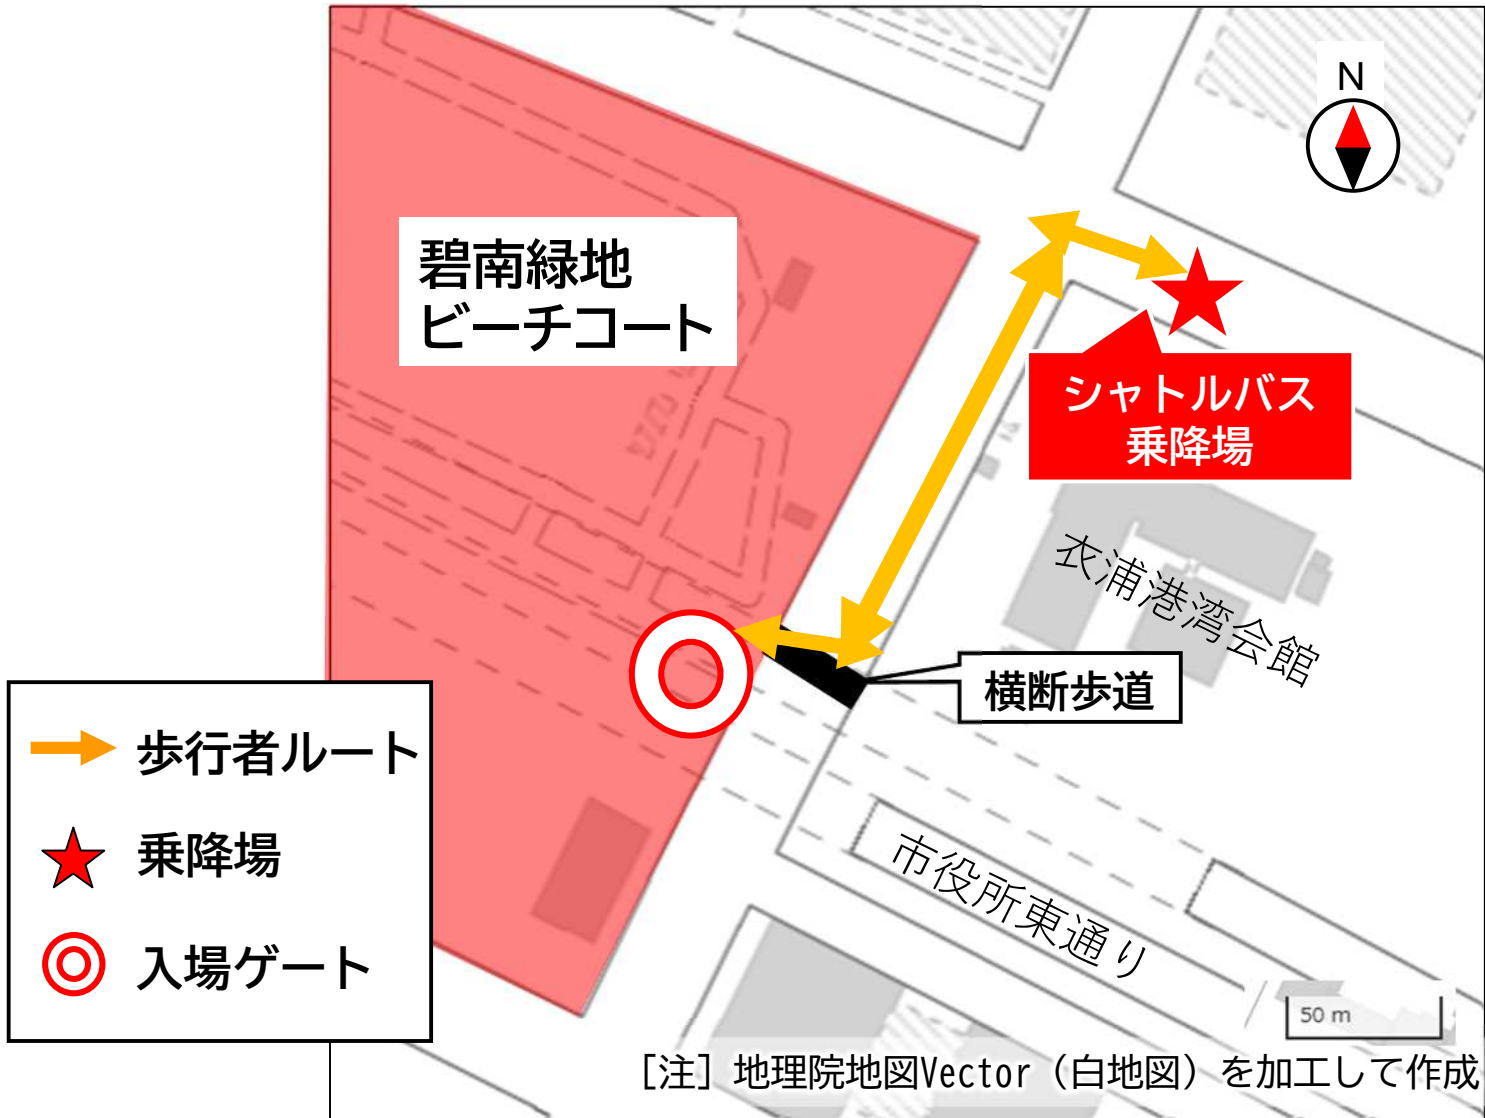 N
碧南緑地
ビーチコート
シャトルバス
乗降場
衣浦港湾会館
横断歩道
歩行者ルート
乗降場
入場ゲート
市役所東通り
50 m
［注］地理院地図Vector（白地図）を加工して作成